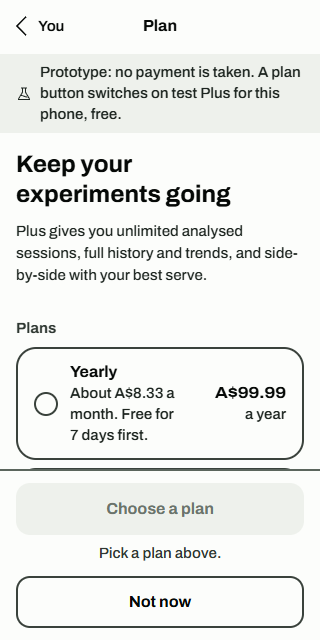 You
Plan
Prototype: no payment is taken. A plan
button switches on test Plus for this
phone, free.
Keep your
experiments going
Plus gives you unlimited analysed
sessions, full history and trends, and side-
by-side with your best serve.
Plans
Yearly
About A$8.33 a
month. Free for
7 days first.
A$99.99
a year
Choose a plan
Pick a plan above.
Not now